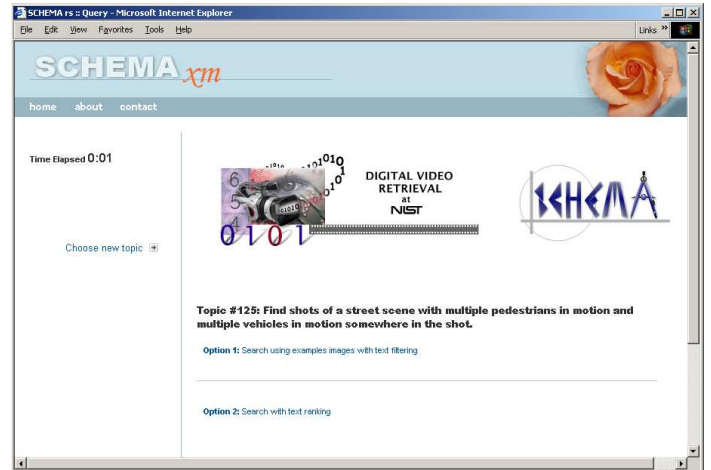 SCHEMA rs :: Query - Microsoft Internet Explorer
File Edit View Favorites Tools Help
Links »
SCHEMA xm
home about contact
Time Elapsed 0:01
DIGITAL VIDEO
RETRIEVAL
at
NIST
0101
SCHEMA
Choose new topic
Topic #125: Find shots of a street scene with multiple pedestrians in motion and
multiple vehicles in motion somewhere in the shot.
Option 1: Search using examples images with text filtering
Option 2: Search with text ranking